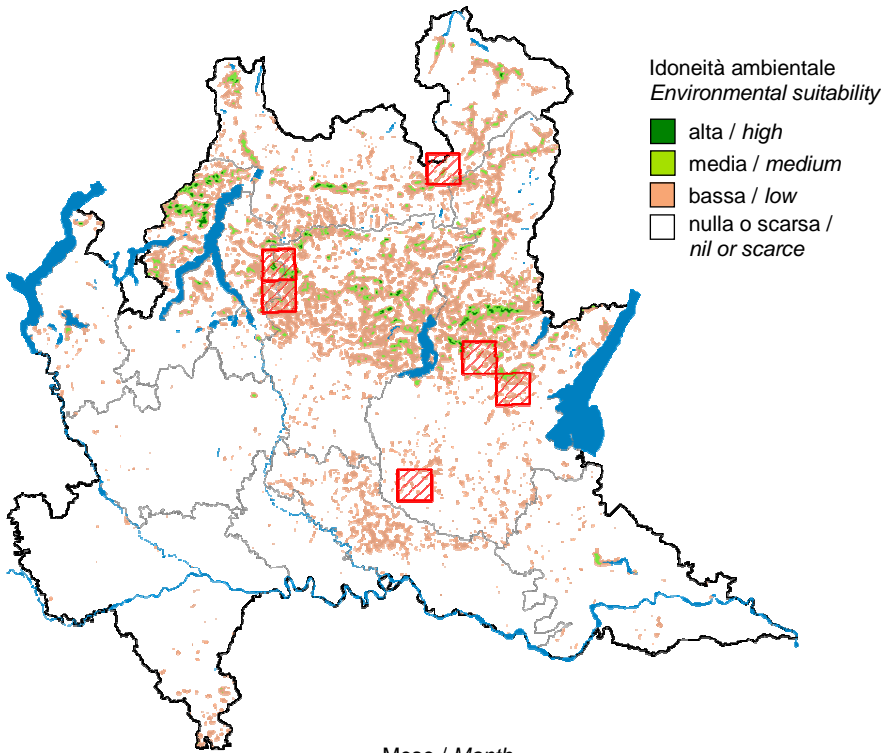 Idoneità ambientale
Environmental suitability
alta / high
media / medium
bassa / low
nulla o scarsa /
nil or scarce
Mese / Month